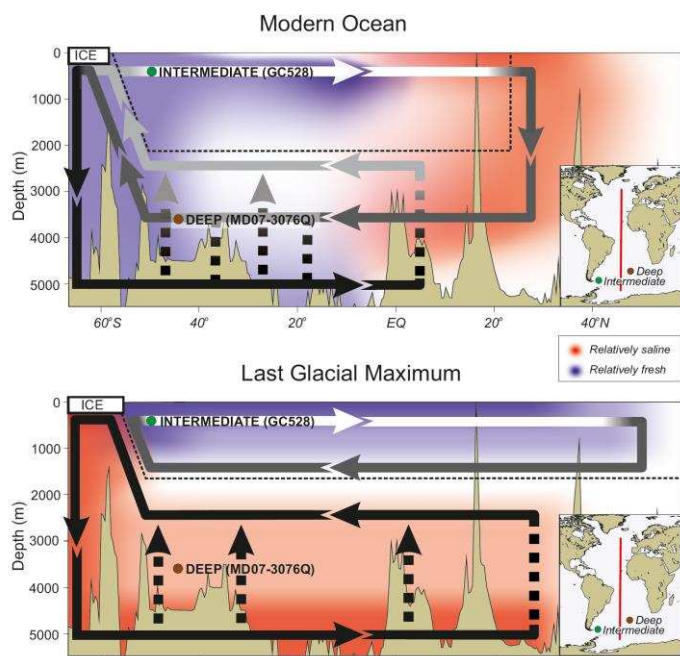 Modern Ocean
ICE
0
INTERMEDIATE (GC528)
1000
2000
3000
DEEP (MD07-3076Q)
4000
5000
Depth (m)
Deep
Intermediate
60°S
40°
20°
EQ
20°
40°N
Relatively saline
Relatively fresh
Last Glacial Maximum
ICE
0
INTERMEDIATE (GC528)
1000
2000
3000
DEEP (MD07-3076Q)
4000
5000
Depth (m)
Deep
Intermediate